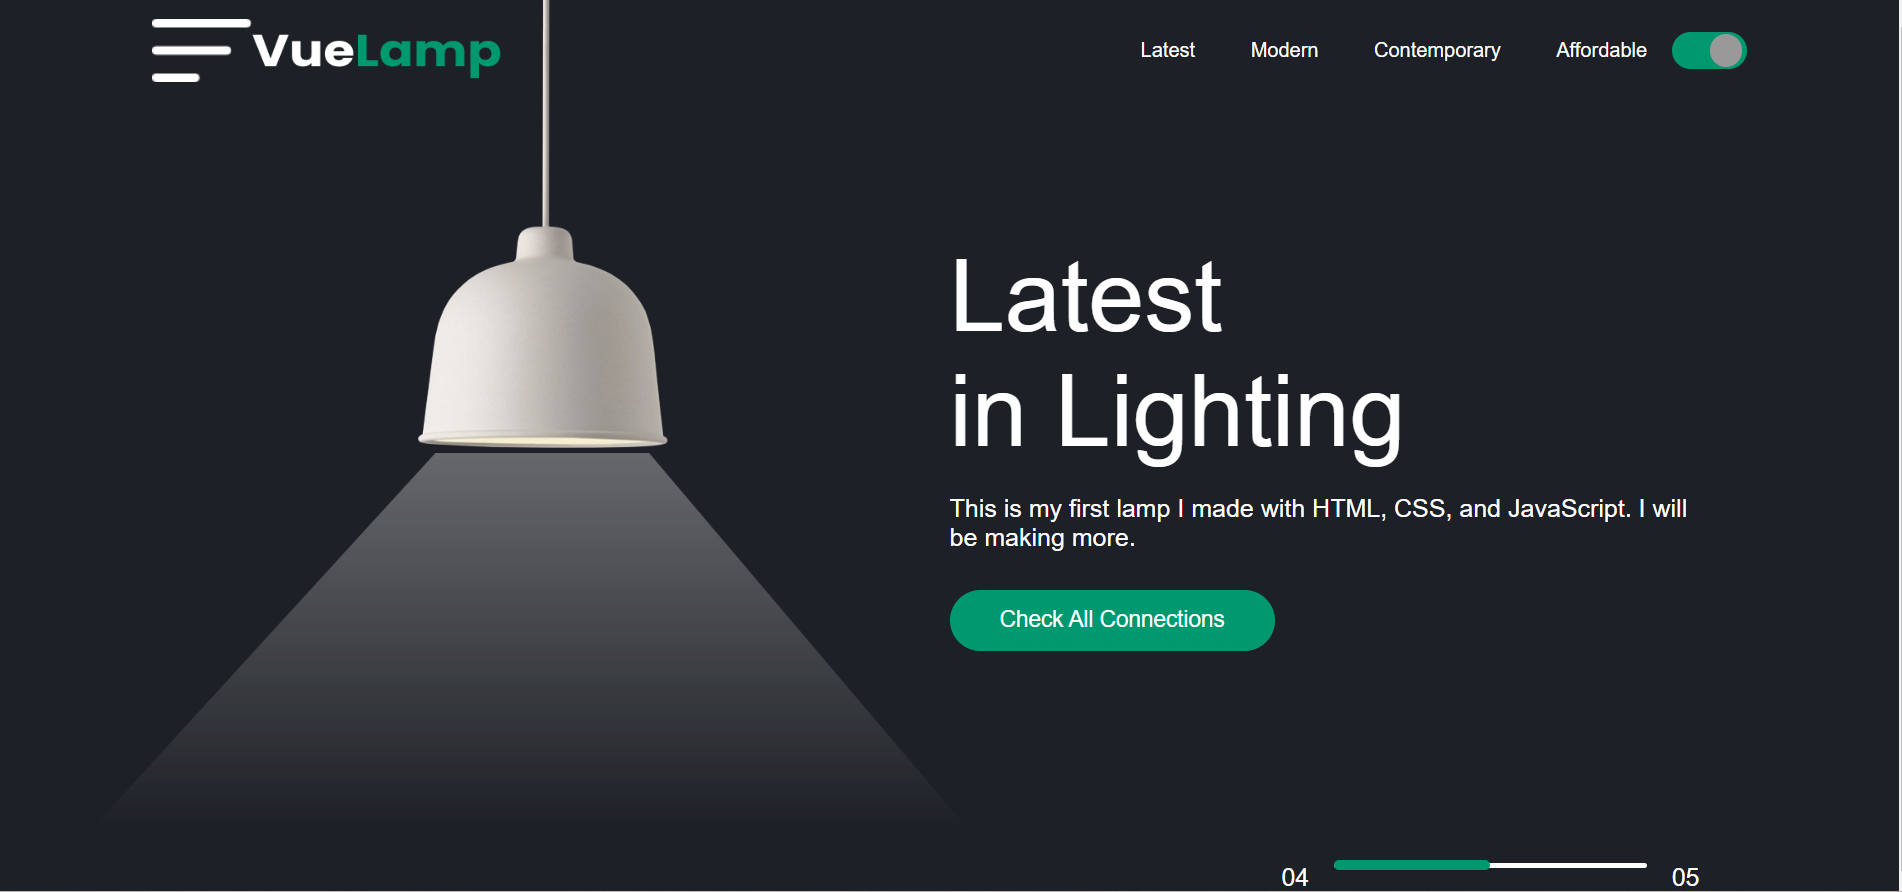 VueLamp
Latest Modern Contemporary Affordable
Latest
in Lighting
This is my first lamp I made with HTML, CSS, and JavaScript. I will
be making more.
Check All Connections
04 05